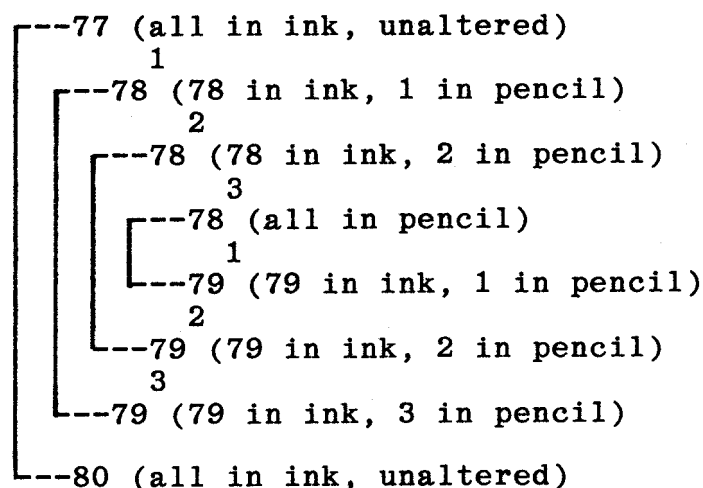 ---77 (all in ink, unaltered)
1
---78 (78 in ink, 1 in pencil)
2
---78 (78 in ink, 2 in pencil)
3
---78 (all in pencil)
1
---79 (79 in ink, 1 in pencil)
2
---79 (79 in ink, 2 in pencil)
3
---79 (79 in ink, 3 in pencil)
---80 (all in ink, unaltered)